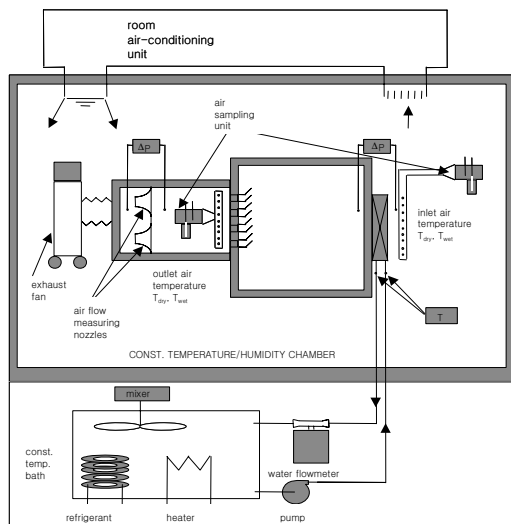 room
air-conditioning
unit
air
sampling
unit
ΔP
ΔP
exhaust
fan
air flow
measuring
nozzles
outlet air
temperature
Tdry, Twet
inlet air
temperature
Tdry, Twet
T
CONST. TEMPERATURE/HUMIDITY CHAMBER
mixer
const.
temp.
bath
water flowmeter
refrigerant
heater
pump